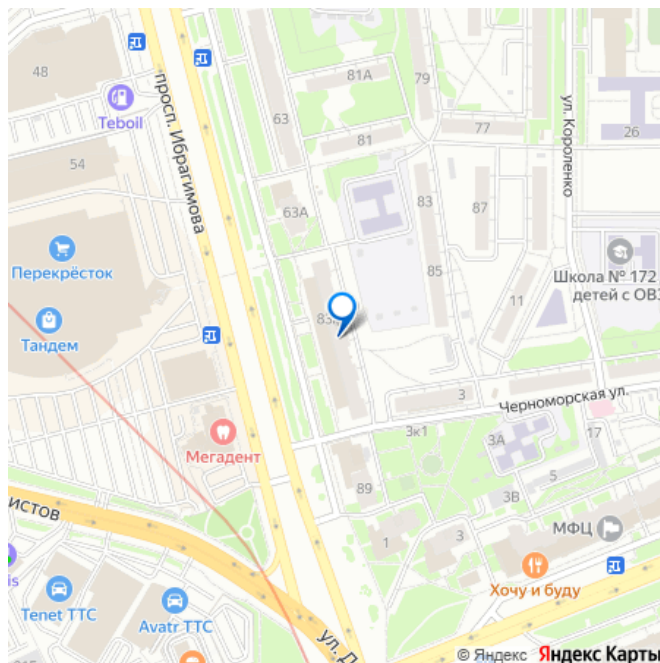 48
Teboil
54
просп. Ибрагимова
63
81А
79
81
77
26
ул. Короленко
63А
83
87
85
Перекрёсток
Тандем
11
Школа № 172
детей с ОВЗ
3
Черноморская ул.
3к1
3А
17
Мегадент
5
89
3В
МФЦ
истов
1
3
Хочу и буду
is
Tenet ТТС
Avatr ТТС
ул. Д
© Яндекс Яндекс Карты